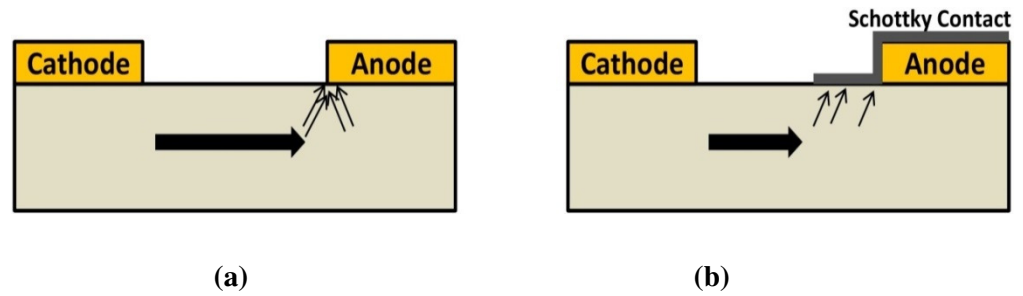 Schottky Contact
Cathode
Anode
Cathode
Anode
(a)
(b)